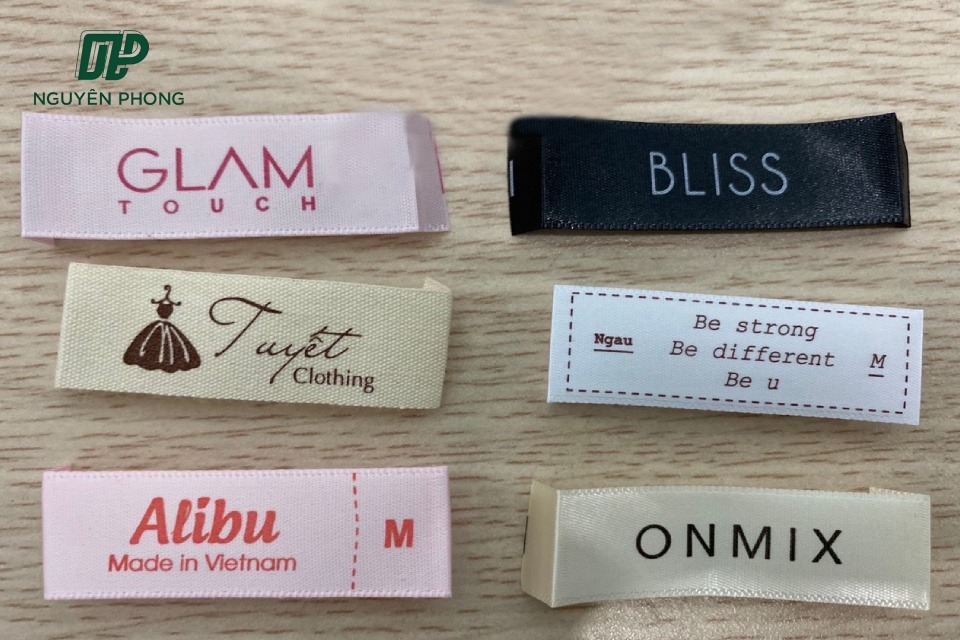 NGUYÊN PHONG
GLAM
TOUCH
BLISS
Tuyết
Clothing
Ngau
Be strong
Be different
Be u
M
Alibu
Made in Vietnam
M
ONMIX